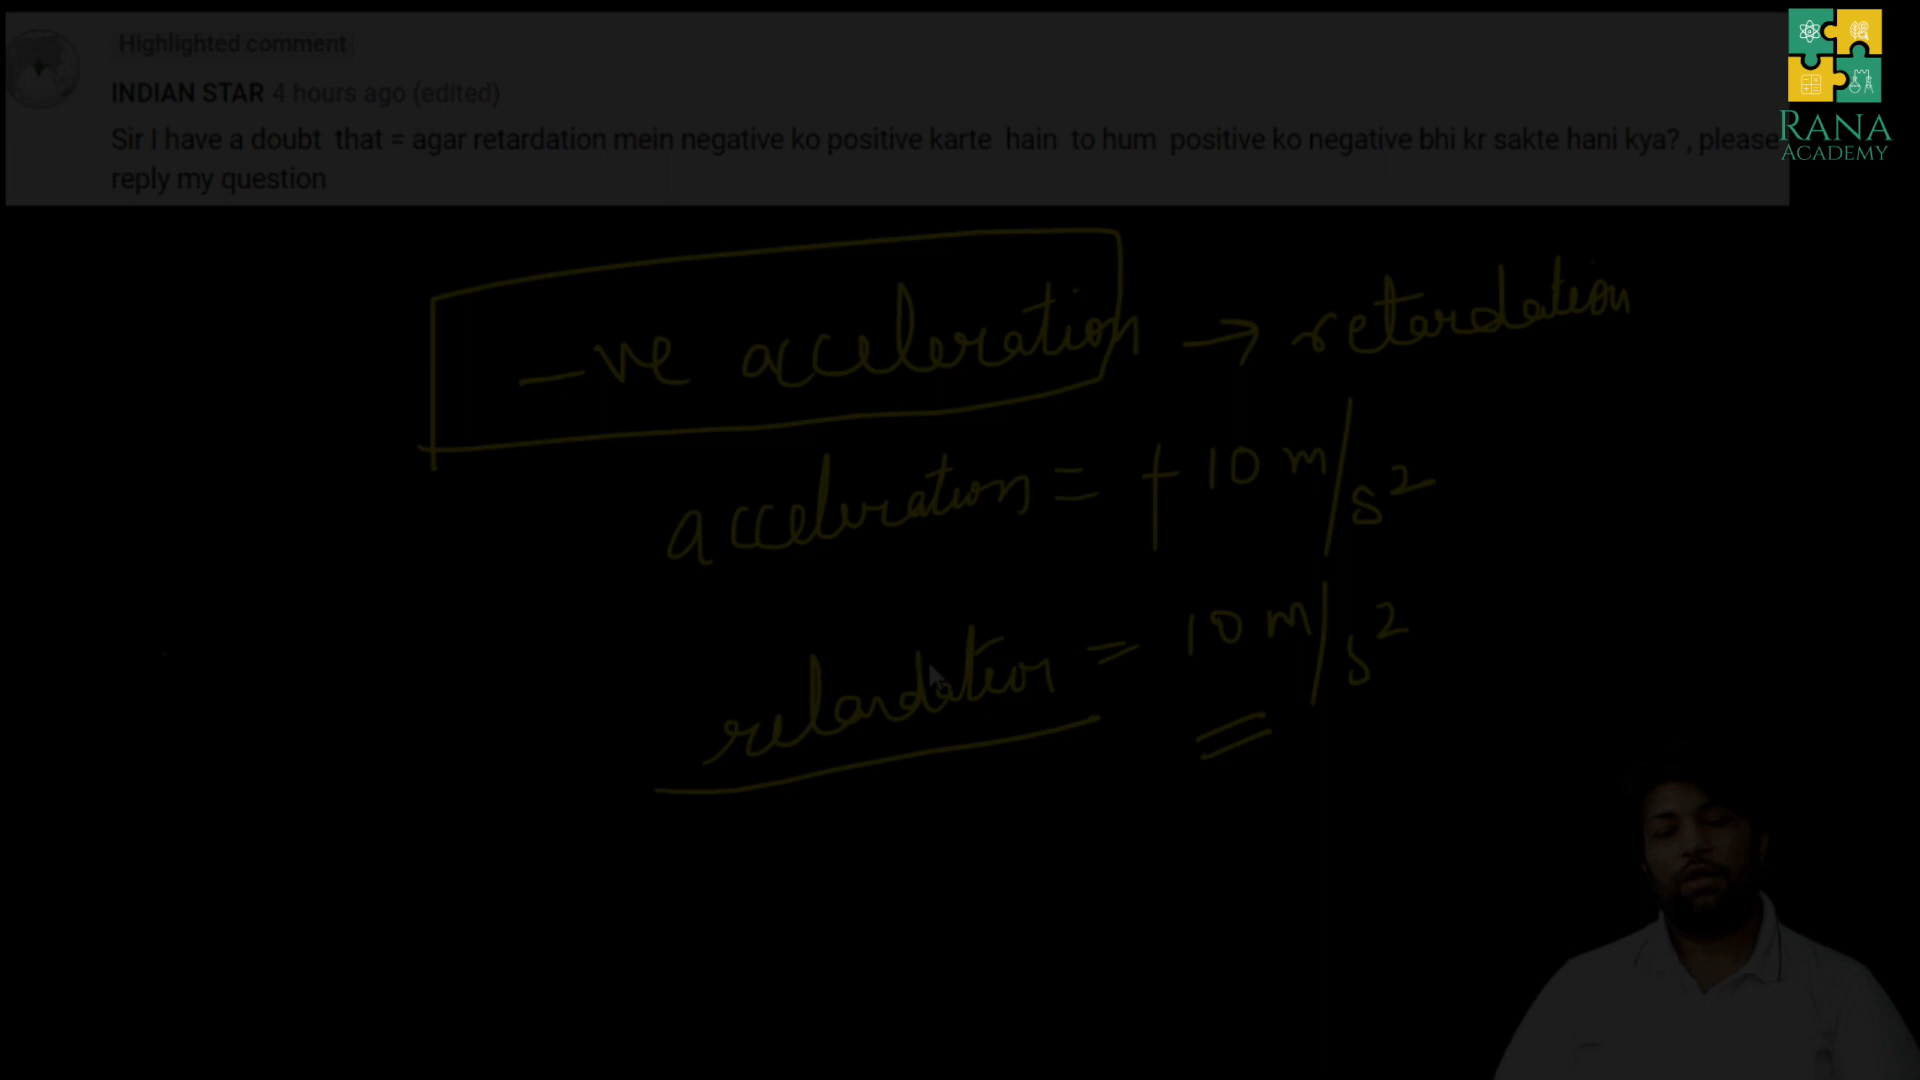 Highlighted comment
INDIAN STAR 4 hours ago (edited)
Sir I have a doubt that = agar retardation mein negative ko positive karte hain to hum positive ko negative bhi kr sakte hani kya? , please
reply my question
RANA
ACADEMY
-ve acceleration → retardation
acceleration = +10 m/s²
retardation = 10 m/s²